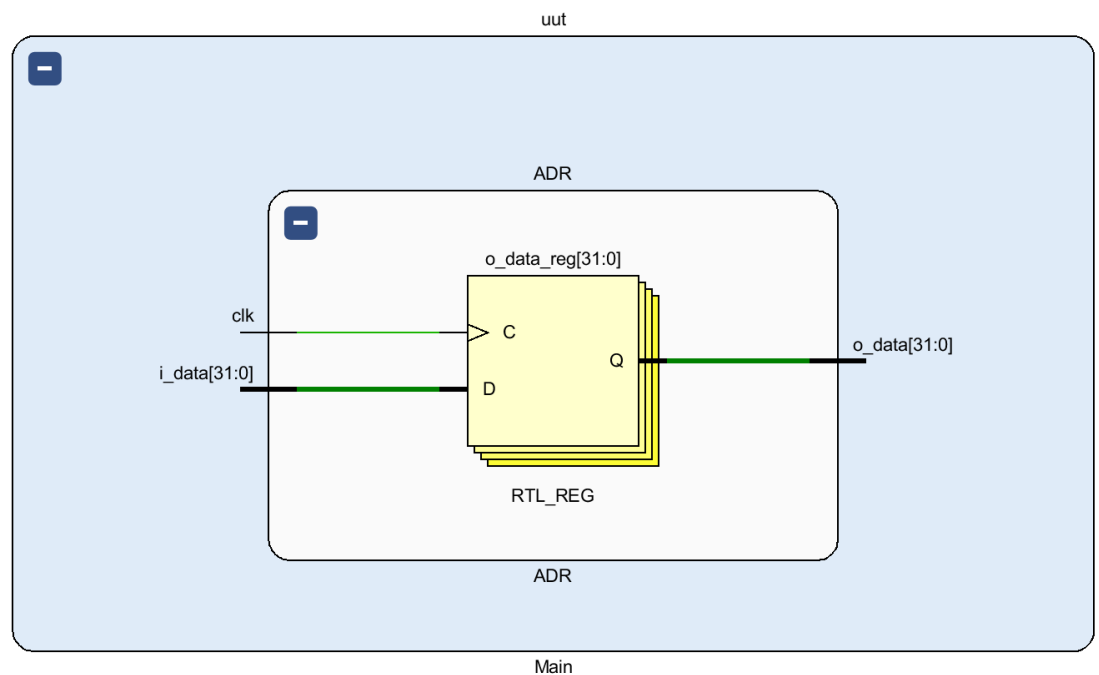 uut
ADR
o_data_reg[31:0]
clk
C
i_data[31:0]
D
Q
o_data[31:0]
RTL_REG
ADR
Main